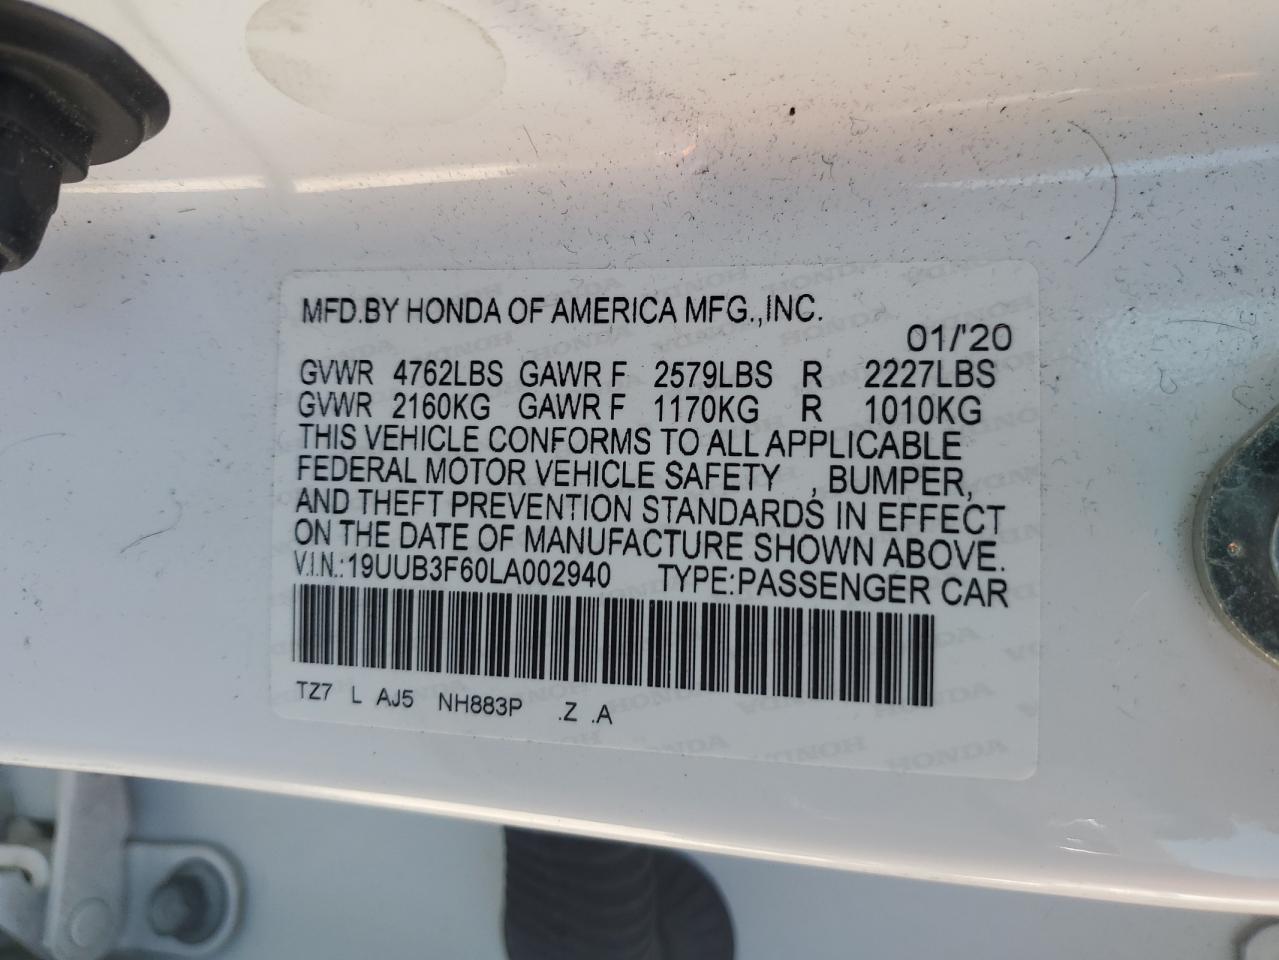 MFD.BY HONDA OF AMERICA MFG.,INC.
01/'20
GVWR 4762LBS GAWR F 2579LBS R 2227LBS
GVWR 2160KG GAWR F 1170KG R 1010KG
THIS VEHICLE CONFORMS TO ALL APPLICABLE
FEDERAL MOTOR VEHICLE SAFETY , BUMPER,
AND THEFT PREVENTION STANDARDS IN EFFECT
ON THE DATE OF MANUFACTURE SHOWN ABOVE.
V.I.N.:19UUB3F60LA002940 TYPE:PASSENGER CAR
TZ7 L AJ5 NH883P .Z .A